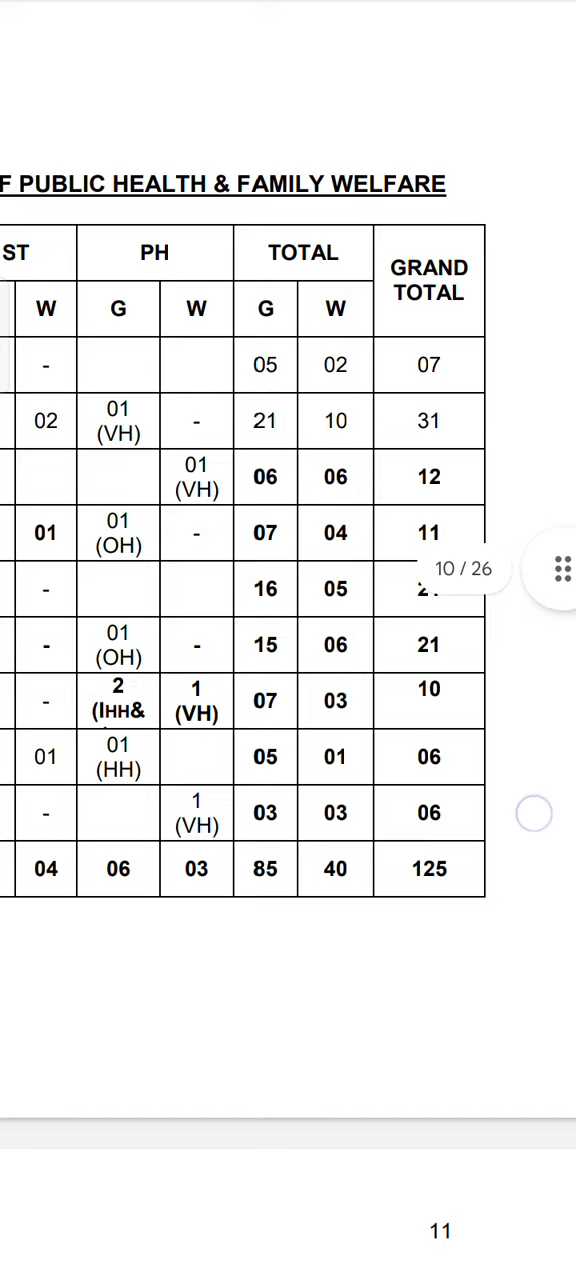 F PUBLIC HEALTH & FAMILY WELFARE
ST PH TOTAL GRAND TOTAL
W G W G W
- 05 02 07
02 01 (VH) - 21 10 31
01 (VH) 06 06 12
01 01 (OH) - 07 04 11
10 / 26
- 16 05
- 01 (OH) - 15 06 21
- 2 (IHH& 1 (VH) 07 03 10
01 01 (HH) 05 01 06
- 1 (VH) 03 03 06
04 06 03 85 40 125
11